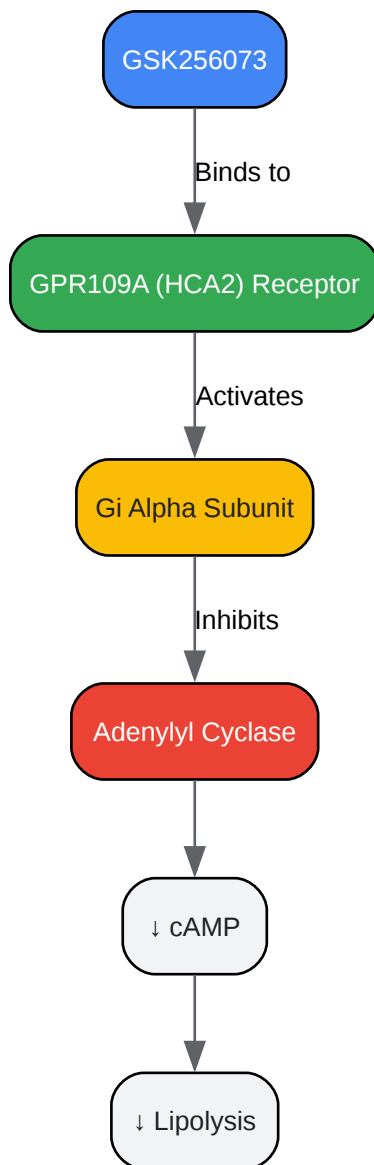 GSK256073
Binds to
GPR109A (HCA2) Receptor
Activates
Gi Alpha Subunit
Inhibits
Adenylyl Cyclase
↓ cAMP
↓ Lipolysis